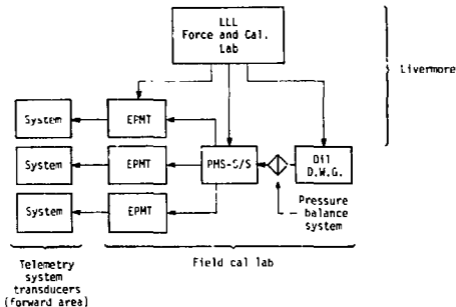 LLL
Force and Cal.
Lab
Livermore
System
EPMT
System
EPMT
PMS-S/S
Oil
D.W.G.
System
EPMT
Pressure
balance
system
Telemetry
system
transducers
(forward area)
Field cal lab